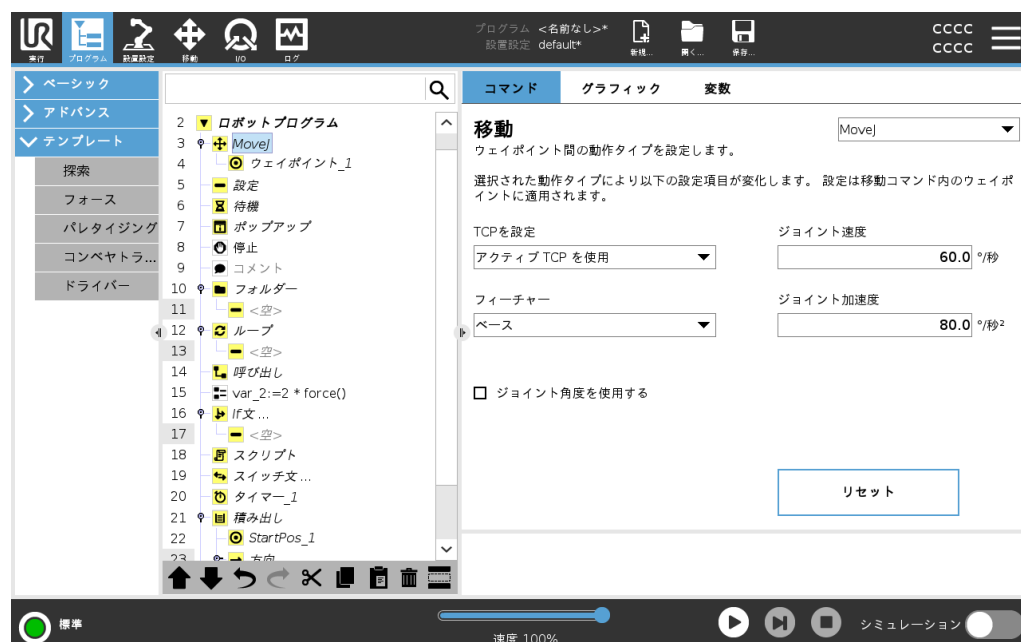 UR
実行
プログラム
設置設定
移動
I/O
ログ
プログラム <名前なし>*
設置設定 default*
新規...
開く...
保存...
cccc
cccc
ベーシック
アドバンス
テンプレート
探索
フォース
パレタイジング
コンベヤトラ...
ドライバー
2 ロボットプログラム
3 MoveJ
4 ウェイポイント_1
5 設定
6 待機
7 ポップアップ
8 停止
9 コメント
10 フォルダー
11 <空>
12 ループ
13 <空>
14 呼び出し
15 var_2:=2 * force()
16 If文...
17 <空>
18 スクリプト
19 スイッチ文...
20 タイマー_1
21 積み出し
22 StartPos_1
23 方向
コマンド グラフィック 変数
移動
MoveJ
ウェイポイント間の動作タイプを設定します。
選択された動作タイプにより以下の設定項目が変化します。 設定は移動コマンド内のウェイポ
イントに適用されます。
TCPを設定
アクティブ TCP を使用
ジョイント速度
60.0 °/秒
フィーチャー
ベース
ジョイント加速度
80.0 °/秒²
ジョイント角度を使用する
リセット
標準
速度 100%
シミュレーション